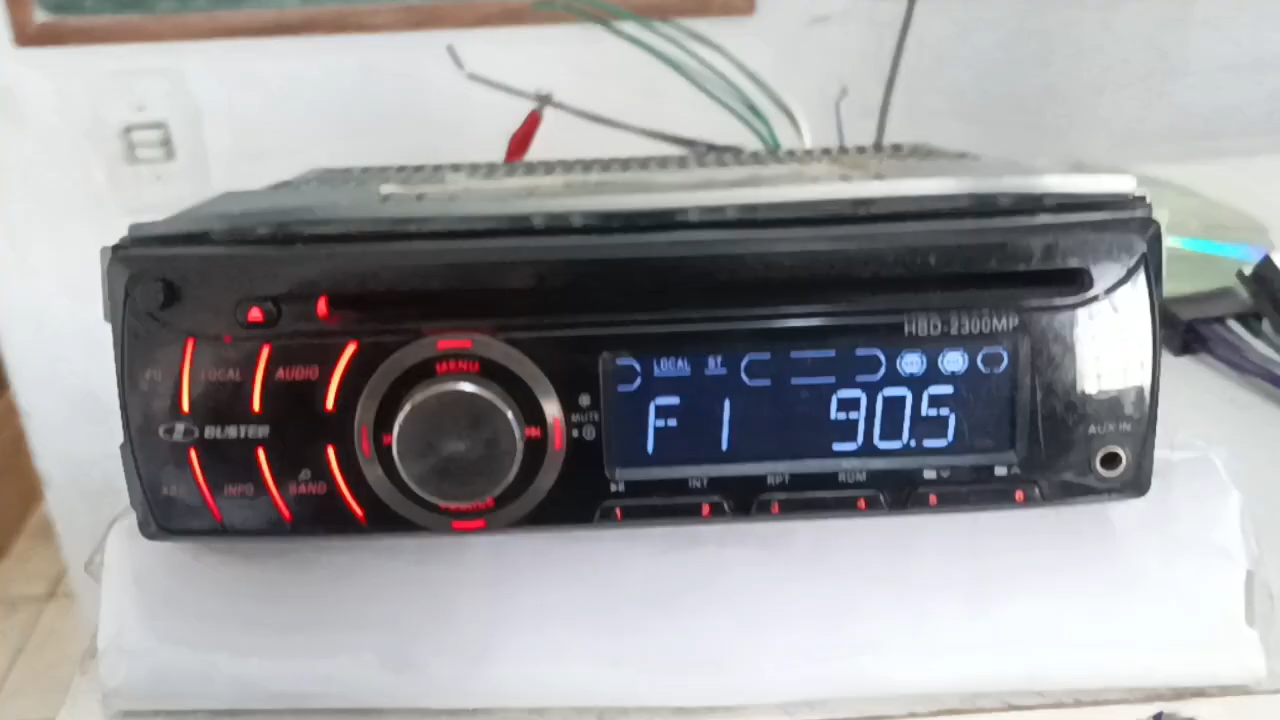 HBD-2300MP
LOCAL ST
MENU
LOCAL AUDIO
F1 90.5
MUTE
BUSTER
AUX IN
INFO BAND
INT RPT RDM